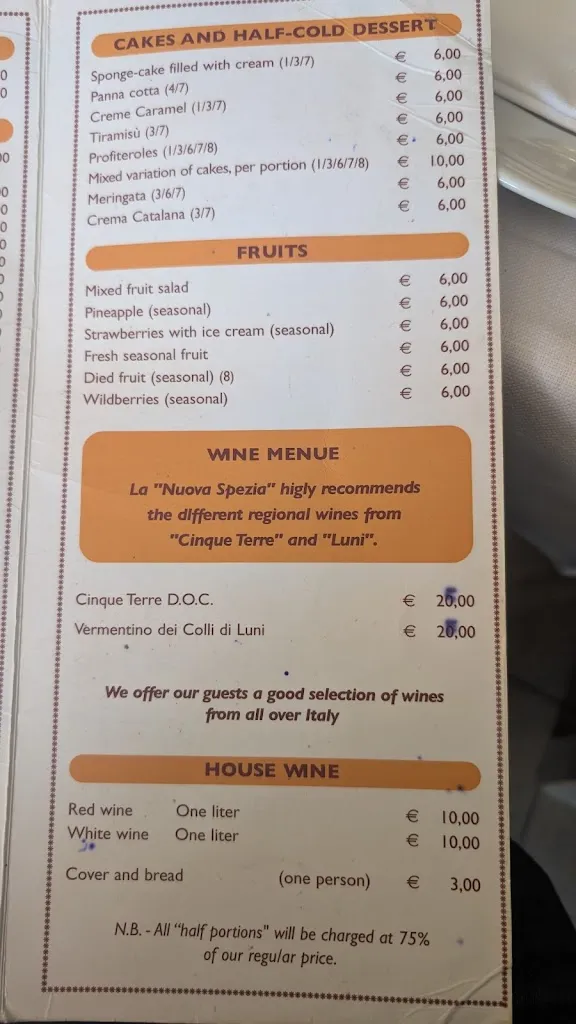 CAKES AND HALF-COLD DESSERT
Sponge-cake filled with cream (1/3/7) € 6,00
Panna cotta (4/7) € 6,00
Creme Caramel (1/3/7) € 6,00
Tiramisù (3/7) € 6,00
Profiteroles (1/3/6/7/8) € 6,00
Mixed variation of cakes, per portion (1/3/6/7/8) € 10,00
Meringata (3/6/7) € 6,00
Crema Catalana (3/7) € 6,00
FRUITS
Mixed fruit salad € 6,00
Pineapple (seasonal) € 6,00
Strawberries with ice cream (seasonal) € 6,00
Fresh seasonal fruit € 6,00
Died fruit (seasonal) (8) € 6,00
Wildberries (seasonal) € 6,00
WINE MENUE
La "Nuova Spezia" higly recommends
the different regional wines from
"Cinque Terre" and "Luni".
Cinque Terre D.O.C. €
Vermentino dei Colli di Luni €
We offer our guests a good selection of wines
from all over Italy
HOUSE WINE
Red wine One liter € 10,00
White wine One liter € 10,00
Cover and bread (one person) € 3,00
N.B. - All "half portions" will be charged at 75%
of our regular price.